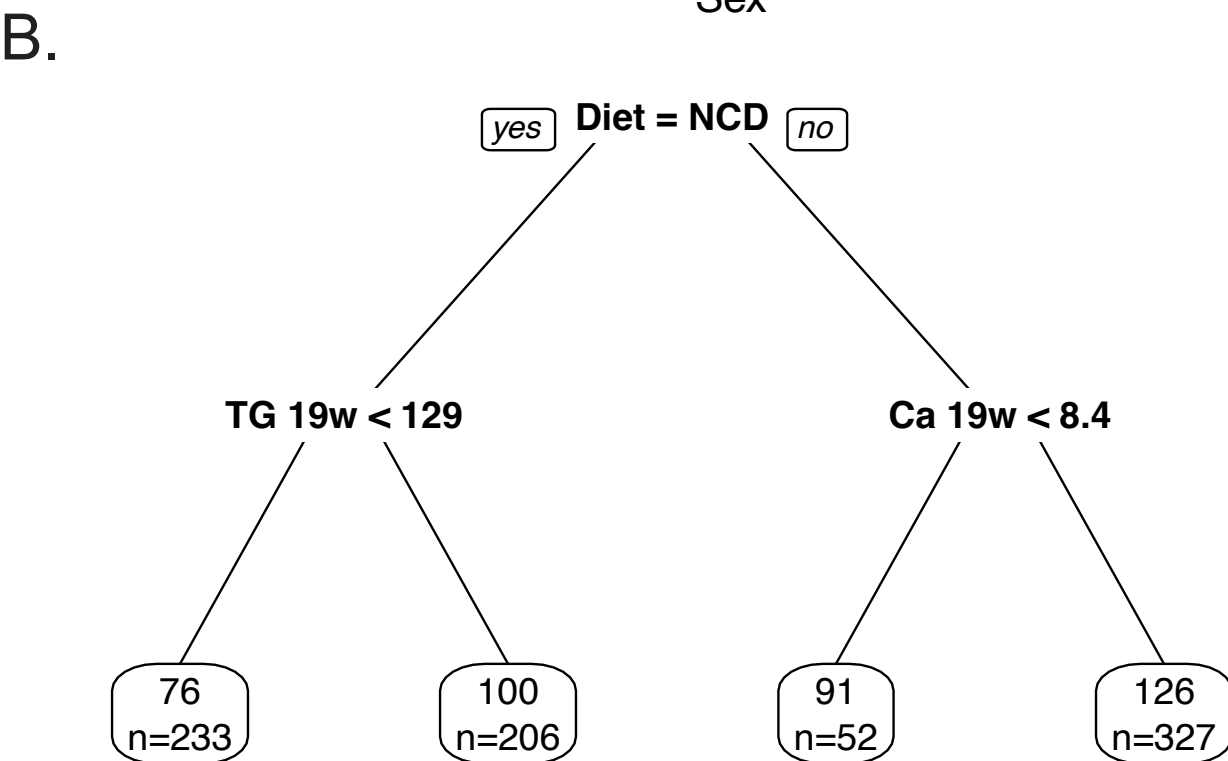 Sex
B.
yes Diet = NCD no
TG 19w < 129 Ca 19w < 8.4
76 100 91 126
n=233 n=206 n=52 n=327